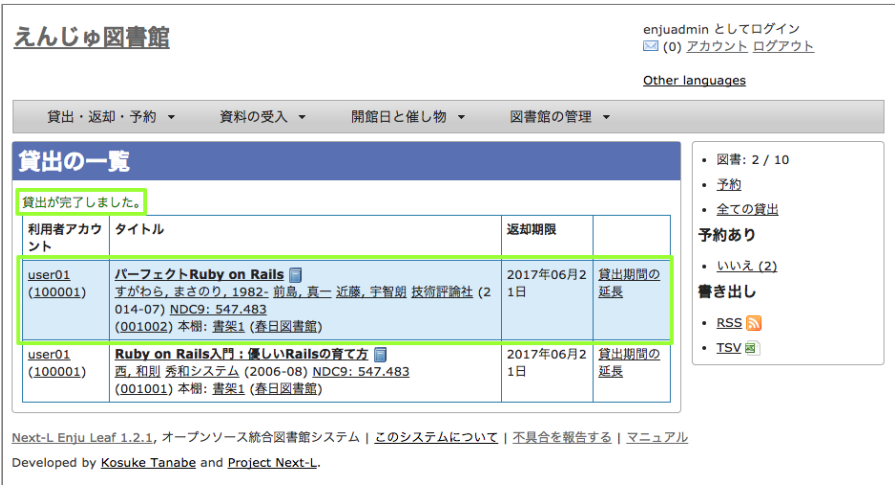 えんじゅ図書館
enjuadmin としてログイン
(0) アカウント ログアウト
Other languages
貸出・返却・予約 ▼ 資料の受入 ▼ 開館日と催し物 ▼ 図書館の管理 ▼
貸出の一覧
貸出が完了しました。
利用者アカウ
ント
タイトル
返却期限
user01
(100001)
パーフェクトRuby on Rails
すがわら, まさのり, 1982- 前島, 真一 近藤, 宇智朗 技術評論社 (2
014-07) NDC9: 547.483
(001002) 本棚: 書架1 (春日図書館)
2017年06月2
1日
貸出期間の
延長
user01
(100001)
Ruby on Rails入門 : 優しいRailsの育て方
西, 和則 秀和システム (2006-08) NDC9: 547.483
(001001) 本棚: 書架1 (春日図書館)
2017年06月2
1日
貸出期間の
延長
• 図書: 2 / 10
• 予約
• 全ての貸出
予約あり
• いいえ (2)
書き出し
• RSS
• TSV
Next-L Enju Leaf 1.2.1, オープンソース統合図書館システム | このシステムについて | 不具合を報告する | マニュアル
Developed by Kosuke Tanabe and Project Next-L.